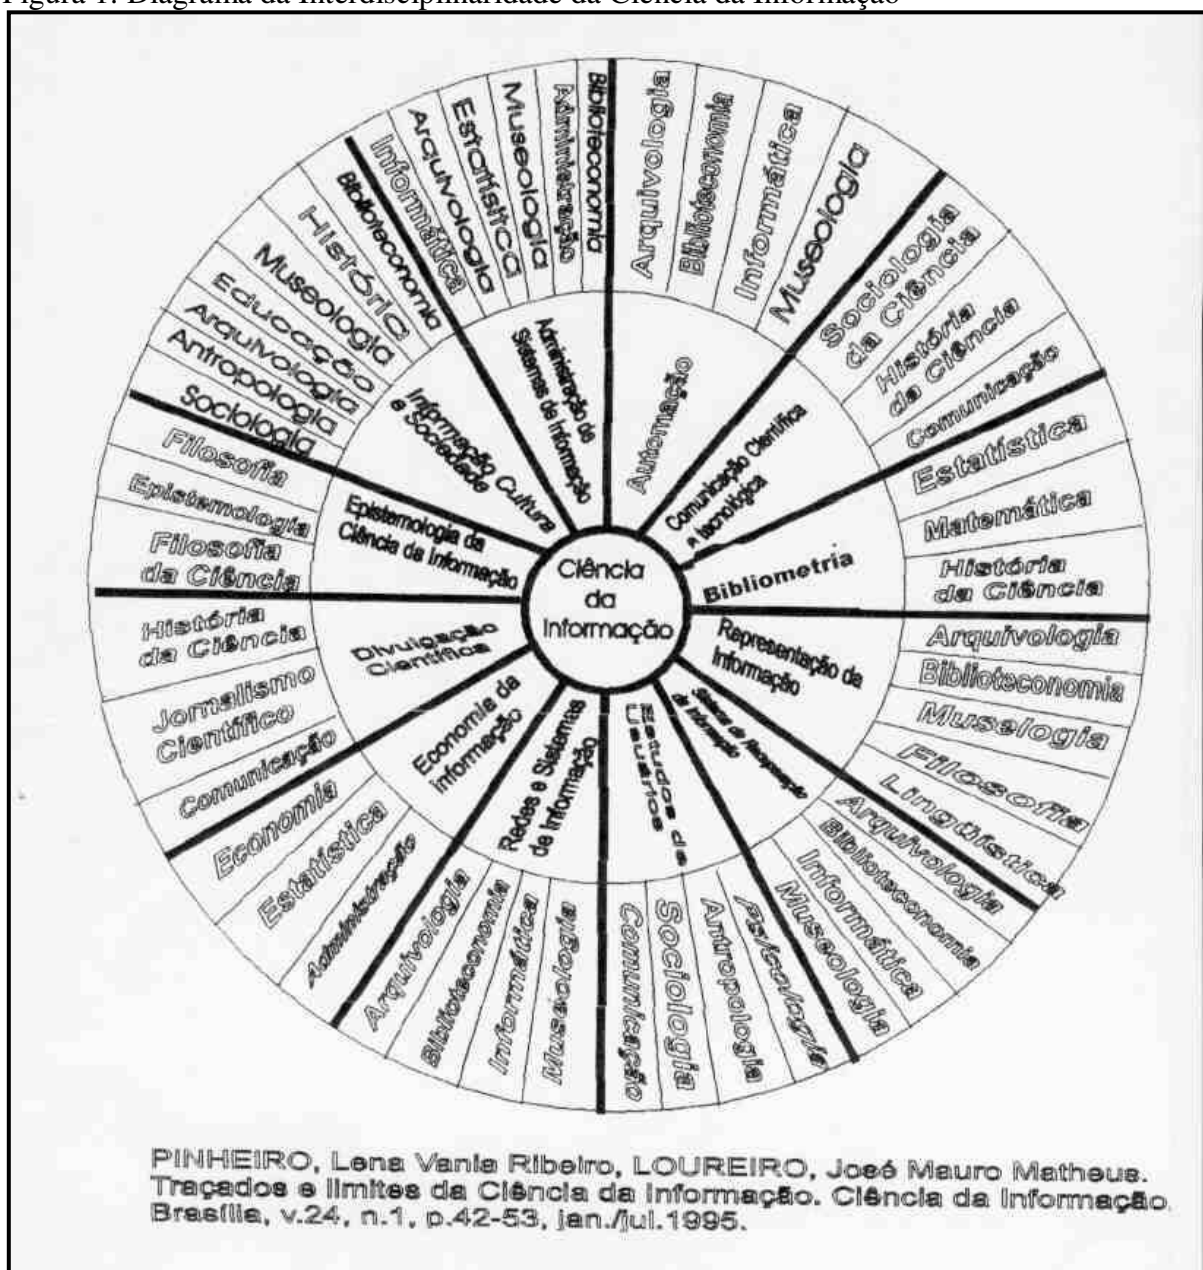 Figura 1: Diagrama da Interdisciplinaridade da Ciência da Informação
Ciência
da
Informação
Automação
Arquivologia
Biblioteconomia
Informática
Museologia
Comunicação Científica
e tecnológica
Sociologia
da Ciência
História
da Ciência
Comunicação
Bibliometria
Estatística
Matemática
História
da Ciência
Representação da
Informação
Arquivologia
Biblioteconomia
Muselogia
Filosofia
Lingüística
Sistema de Recuperação
de Informação
Arquivologia
Biblioteconomia
Informática
Museologia
Estudos de
Usuários
Psicologia
Antropologia
Sociologia
Comunicação
Redes e Sistemas
de Informação
Museologia
Informática
Biblioteconomia
Arquivologia
Economia da
informação
Administração
Estatística
Economia
Divulgação
Científica
Comunicação
Jornalismo
Científico
História
da Ciência
Epistemologia da
Ciência da Informação
Filosofia
da Ciência
Epistemologia
Filosofia
Informação Cultura
e Sociedade
Sociologia
Antropologia
Arquivologia
Educação
Museologia
História
Biblioteconomia
Administração de
Sistemas de Informação
Informática
Arquivologia
Estatísitca
Museologia
Administração
Biblioteconomia
PINHEIRO, Lena Vania Ribeiro, LOUREIRO, José Mauro Matheus.
Traçados e limites da Ciência da Informação. Ciência da Informação.
Brasília, v.24, n.1, p.42-53, jan./jul.1995.